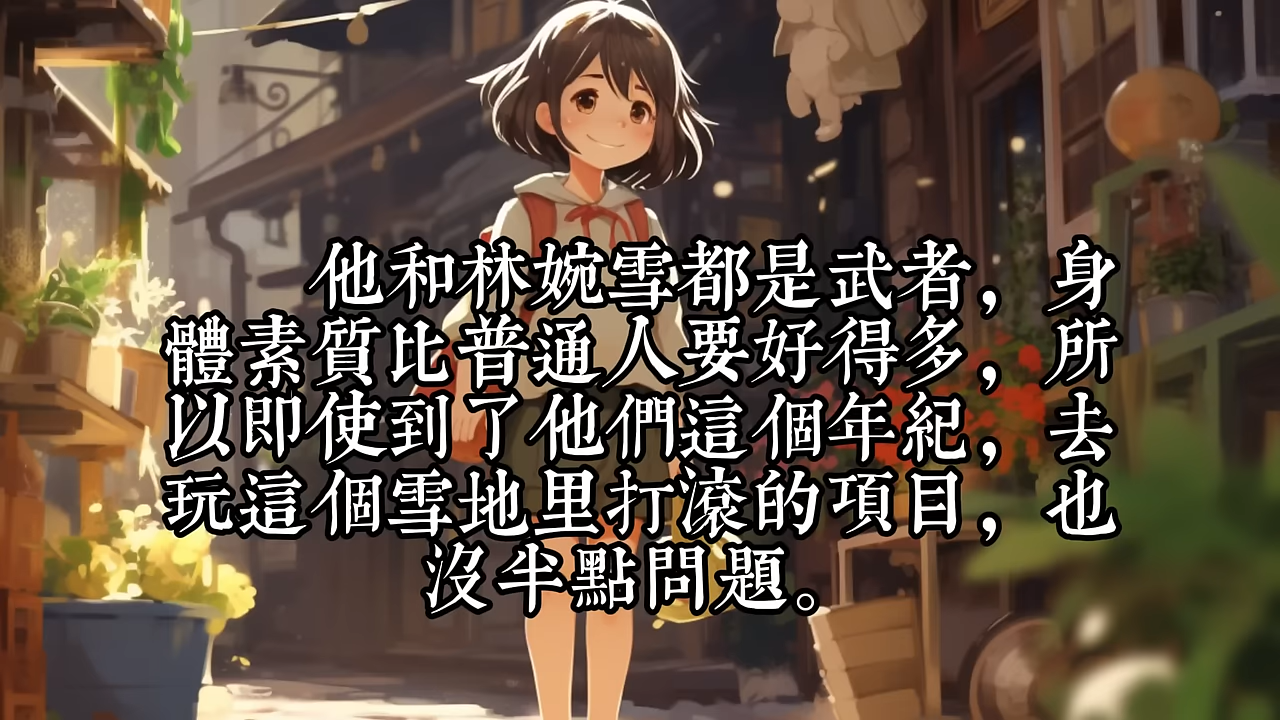 他和林婉雪都是武者，身
體素質比普通人要好得多，所
以即使到了他們這個年紀，去
玩這個雪地里打滾的項目，也
沒半點問題。